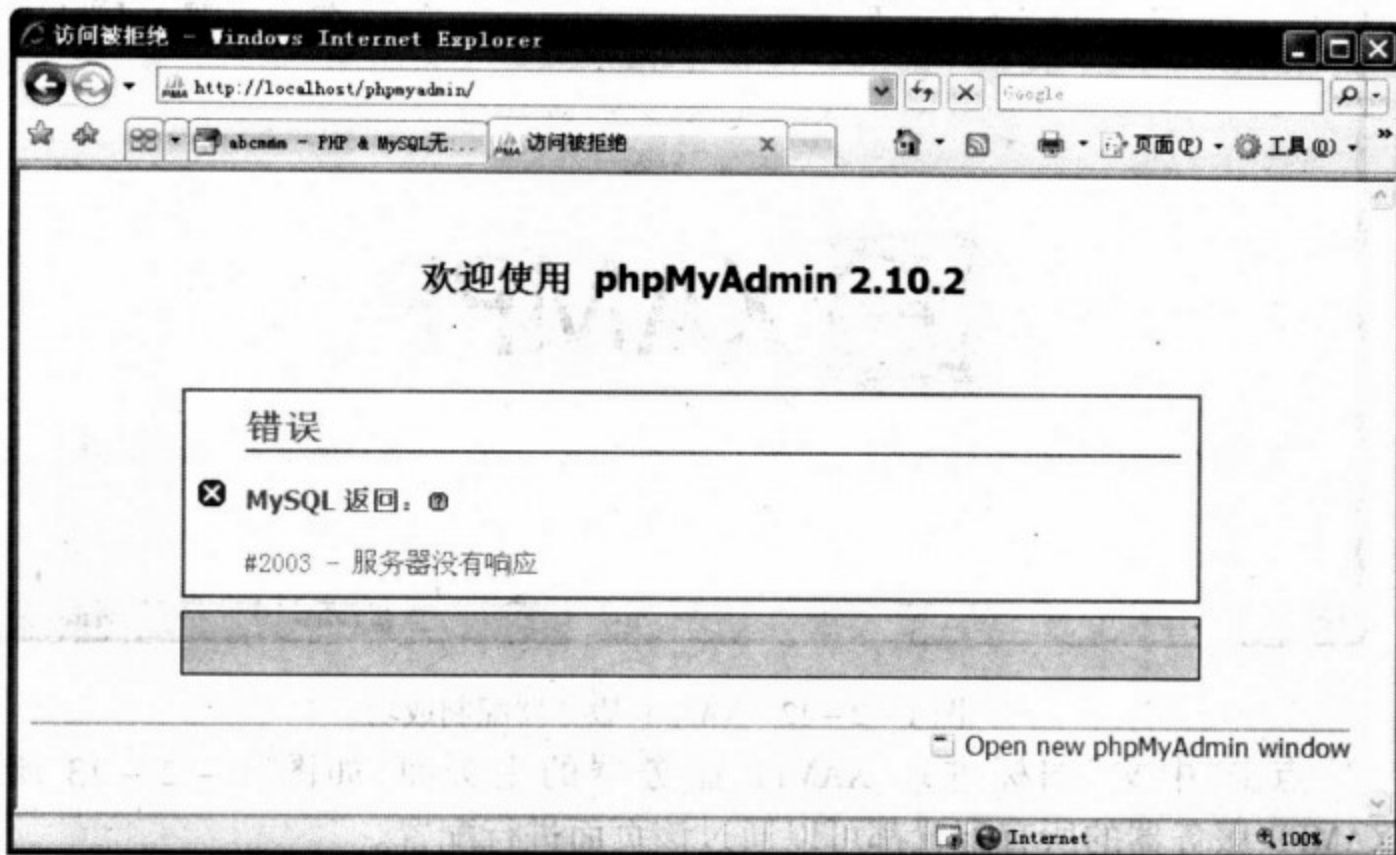 访问被拒绝 - Windows Internet Explorer
http://localhost/phpmyadmin/
Google
abcmdm - PHP & MySQL无...
访问被拒绝
页面(P)
工具(O)
欢迎使用 phpMyAdmin 2.10.2
错误
MySQL 返回：
#2003 - 服务器没有响应
Open new phpMyAdmin window
Internet
100%